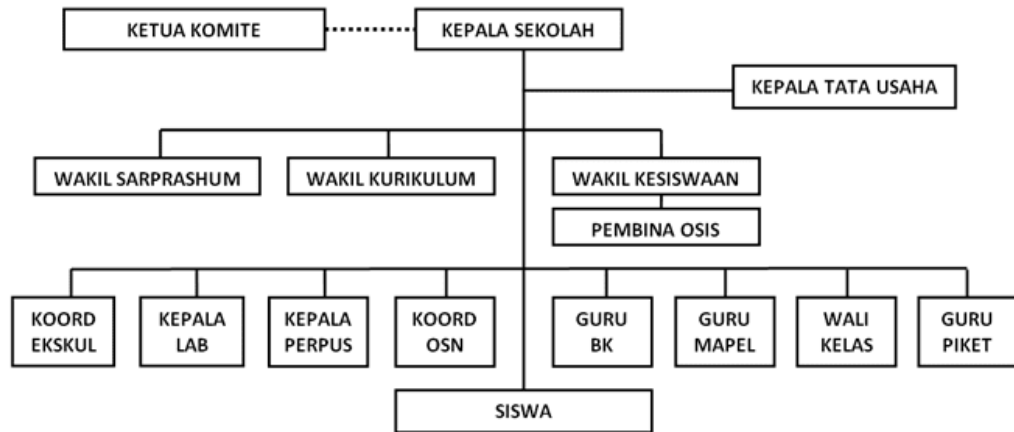 KETUA KOMITE
KEPALA SEKOLAH
KEPALA TATA USAHA
WAKIL SARPRASHUM
WAKIL KURIKULUM
WAKIL KESISWAAN
PEMBINA OSIS
KOORD
EKSKUL
KEPALA
LAB
KEPALA
PERPUS
KOORD
OSN
GURU
BK
GURU
MAPEL
WALI
KELAS
GURU
PIKET
SISWA